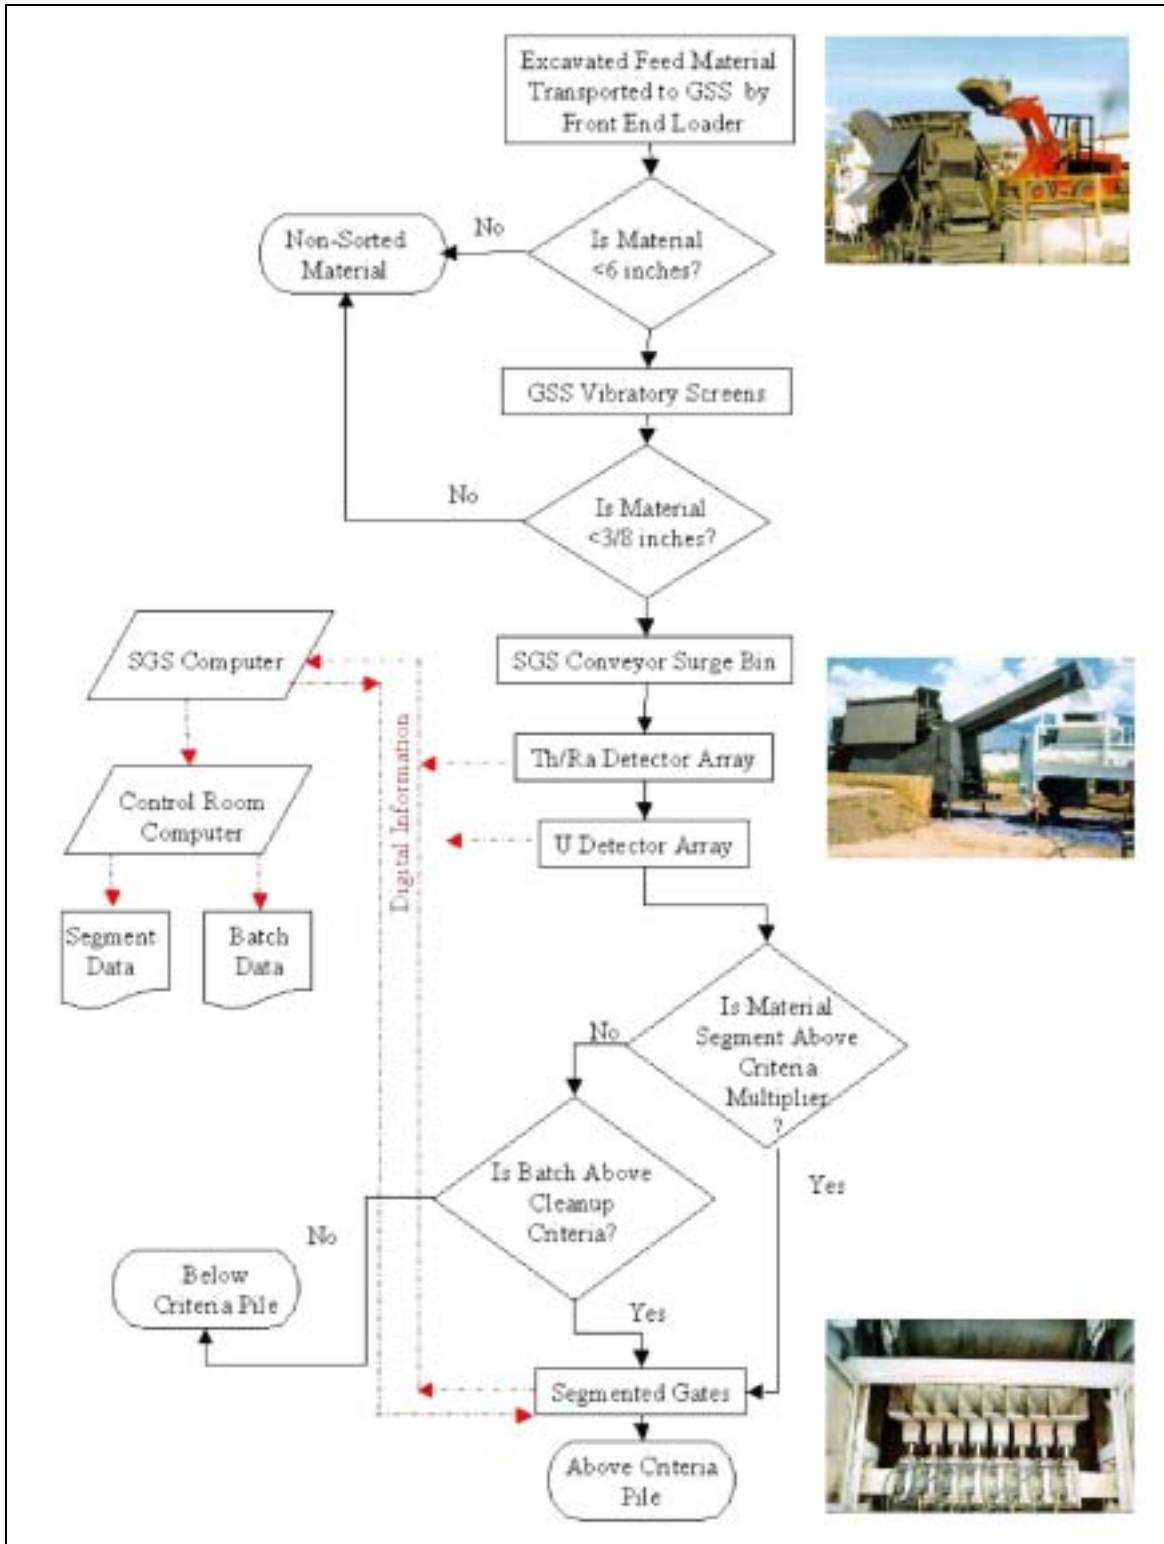 Excavated Feed Material
Transported to GSS by
Front End Loader
No
Non-Sorted
Material
Is Material
<6 inches?
GSS Vibratory Screens
No
Is Material
<3/8 inches?
SGS Computer
SGS Conveyor Surge Bin
Digital Information
Th/Ra Detector Array
Control Room
Computer
U Detector Array
Segment
Data
Batch
Data
Is Material
Segment Above
Criteria
Multiplier
?
No
Is Batch Above
Cleanup
Criteria?
Yes
No
Below
Criteria Pile
Yes
Segmented Gates
Above Criteria
Pile